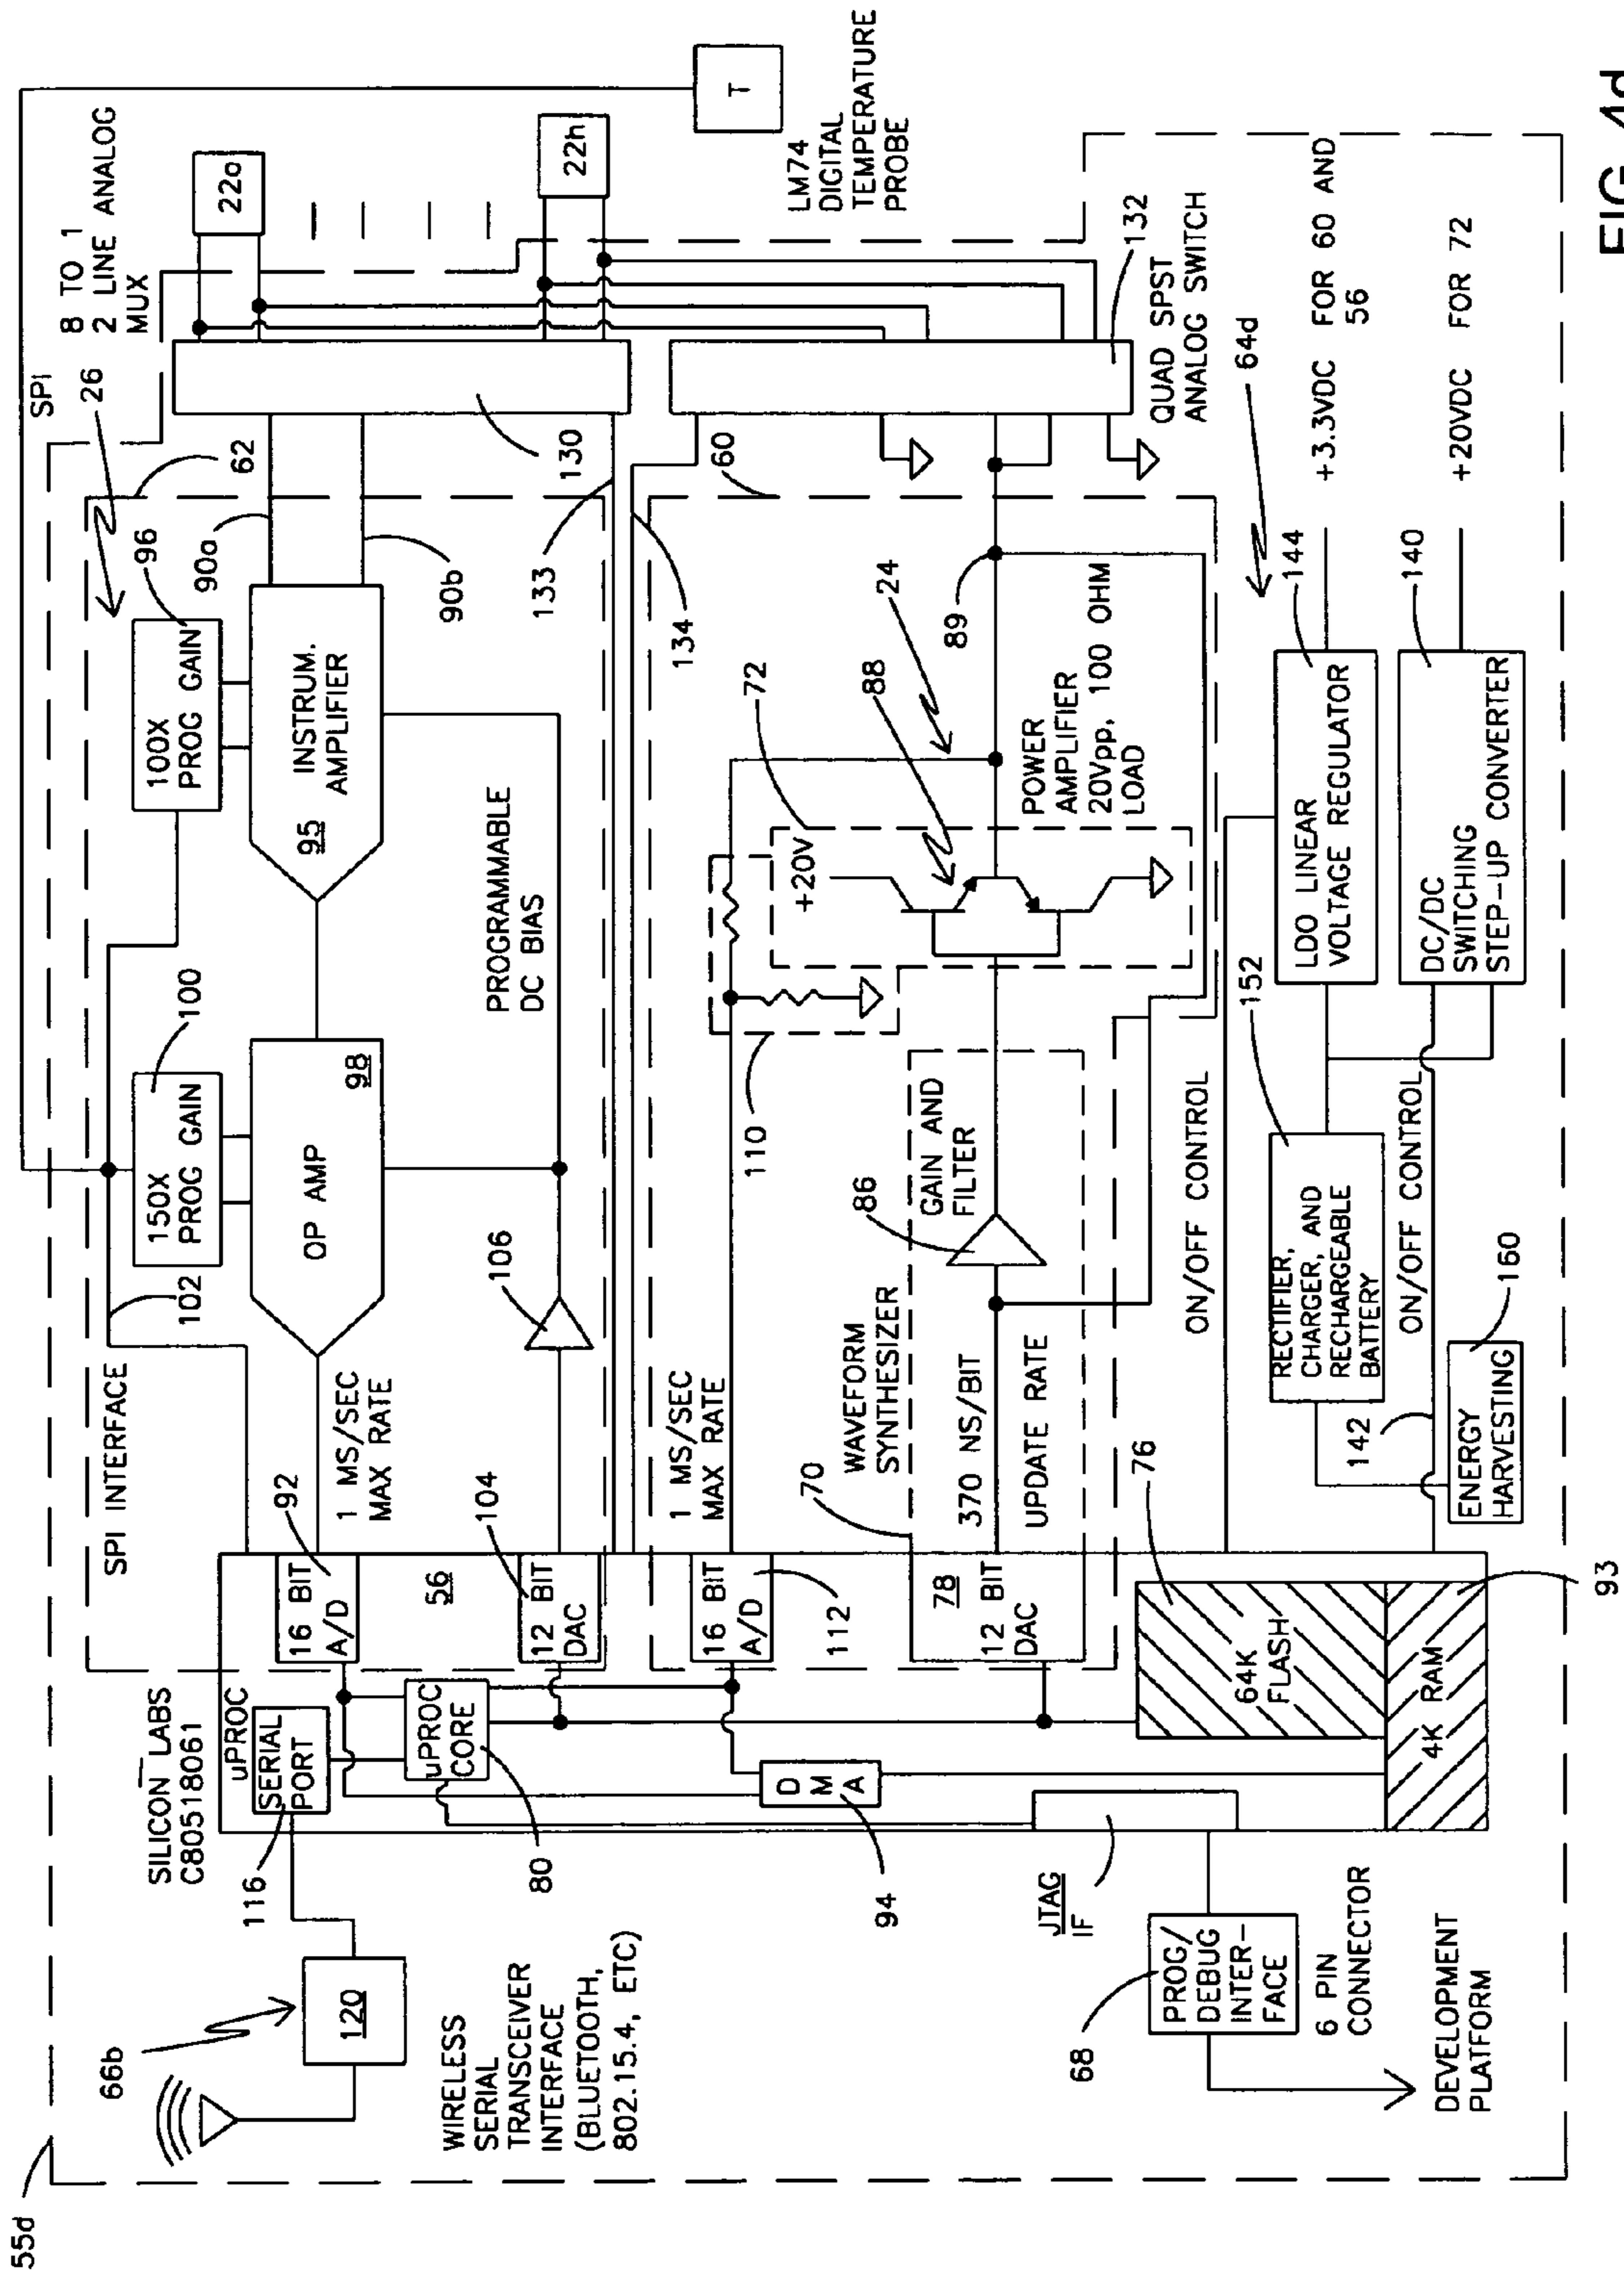 55d
66b
120
WIRELESS
SERIAL
TRANSCEIVER
INTERFACE
(BLUETOOTH,
802.15.4, ETC)
SILICON LABS
C80518061
116
µPROC
SERIAL
PORT
µPROC
CORE
80
D
M
A
94
JTAG
IF
PROG/
DEBUG
INTER-
FACE
68
6 PIN
CONNECTOR
DEVELOPMENT
PLATFORM
SPI INTERFACE
16 BIT
A/D
92
56
104
12 BIT
DAC
16 BIT
A/D
112
78
12 BIT
DAC
64K
FLASH
76
4K RAM
93
1 MS/SEC
MAX RATE
102
150X
PROG GAIN
100
OP AMP
98
106
100X
PROG GAIN
96
INSTRUM.
AMPLIFIER
95
PROGRAMMABLE
DC BIAS
26
62
90a
90b
SPI
8 TO 1
2 LINE ANALOG
MUX
130
133
134
22a
22h
T
LM74
DIGITAL
TEMPERATURE
PROBE
1 MS/SEC
MAX RATE
WAVEFORM
SYNTHESIZER
70
370 NS/BIT
UPDATE RATE
86
GAIN AND
FILTER
110
+20V
72
88
24
POWER
AMPLIFIER
20Vpp, 100 OHM
LOAD
89
60
132
QUAD SPST
ANALOG SWITCH
64d
ON/OFF CONTROL
RECTIFIER,
CHARGER, AND
RECHARGEABLE
BATTERY
152
ON/OFF CONTROL
142
ENERGY
HARVESTING
160
LDO LINEAR
VOLTAGE REGULATOR
144
+3.3VDC FOR 60 AND
56
DC/DC
SWITCHING
STEP-UP CONVERTER
140
+20VDC FOR 72
FIG. 4d